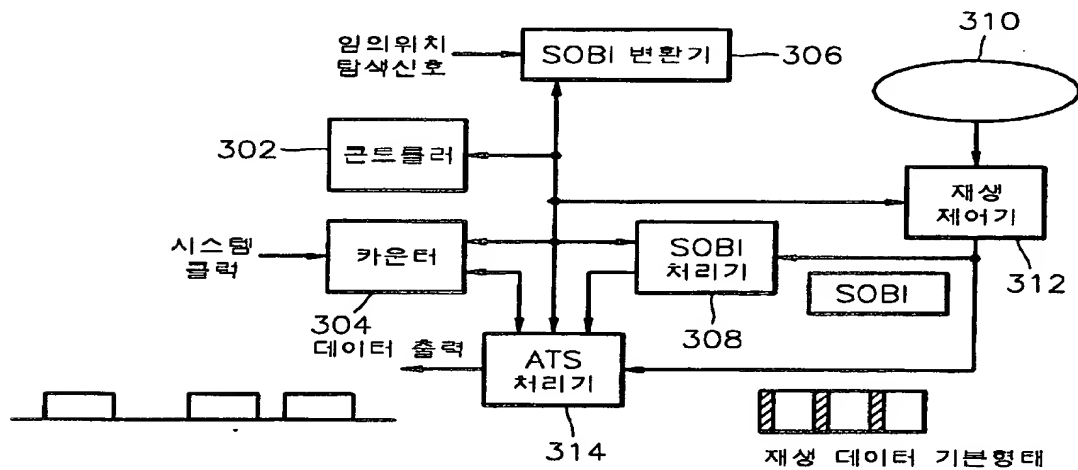 임의위치
탐색신호
SOBI 변환기
306
310
302
콘트롤러
재생
제어기
312
시스템
클럭
카운터
304
SOBI
처리기
308
SOBI
데이터 출력
ATS
처리기
314
재생 데이터 기본형태